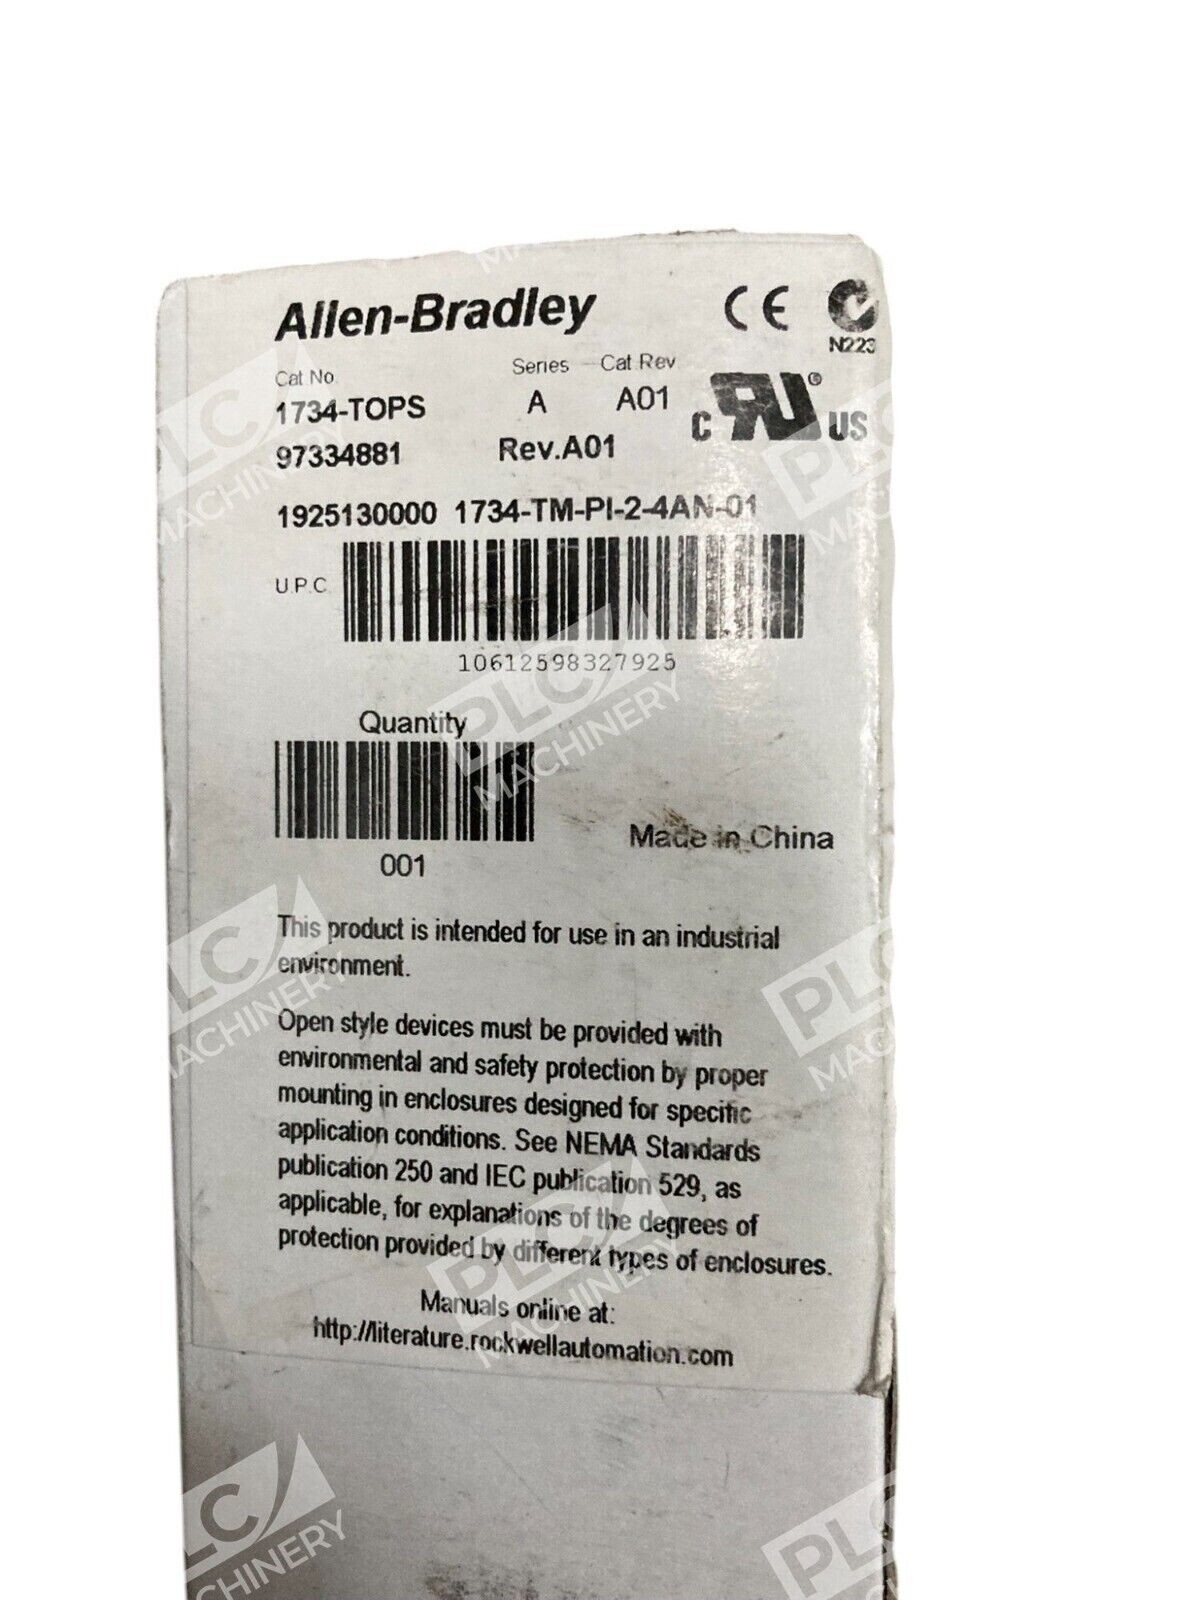 Allen-Bradley
CE
N223
Cat No. Series Cat Rev
1734-TOPS A A01
C US
97334881 Rev.A01
1925130000 1734-TM-PI-2-4AN-01
U.P.C.
10612598327925
Quantity
001
Made in China
This product is intended for use in an industrial
environment.
Open style devices must be provided with
environmental and safety protection by proper
mounting in enclosures designed for specific
application conditions. See NEMA Standards
publication 250 and IEC publication 529, as
applicable, for explanations of the degrees of
protection provided by different types of enclosures.
Manuals online at:
http://literature.rockwellautomation.com
PLC MACHINERY